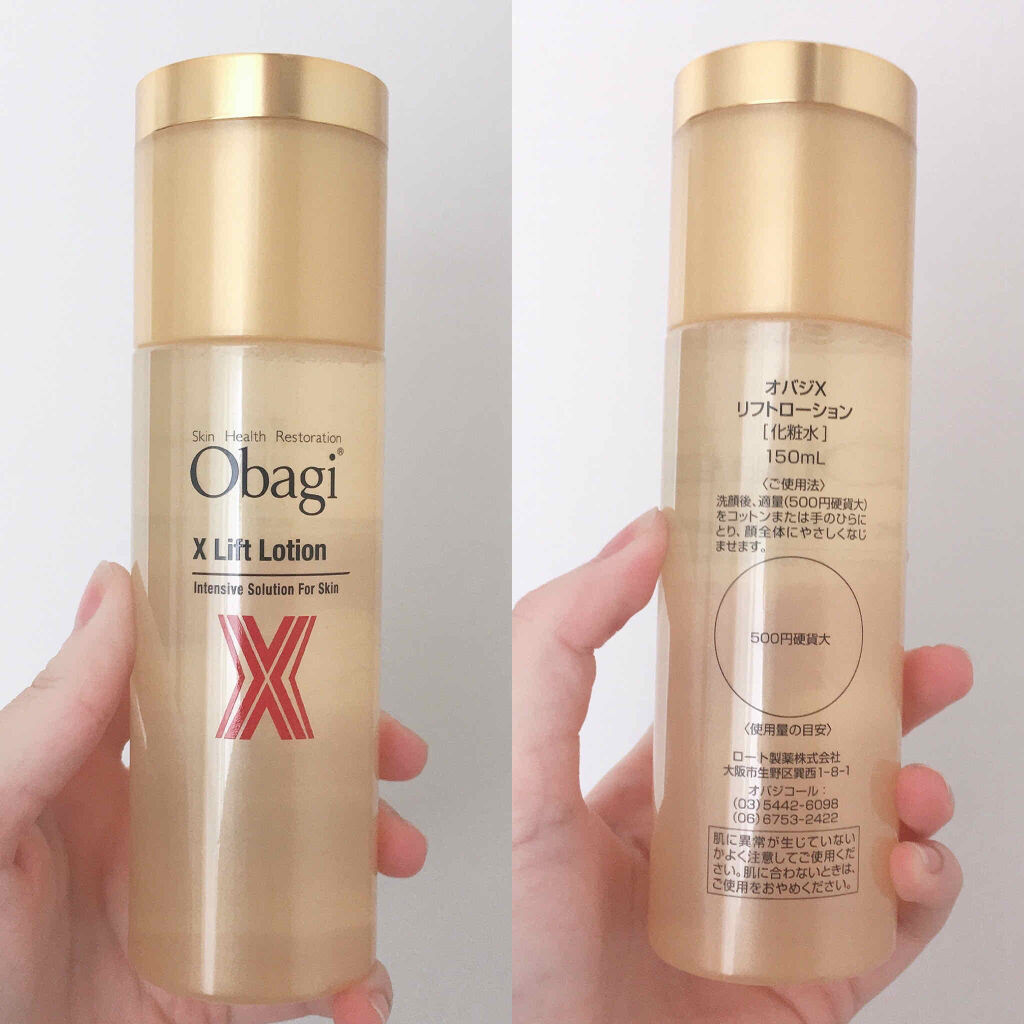 Skin Health Restoration
Obagi®
X Lift Lotion
Intensive Solution For Skin
X
オバジX
リフトローション
[化粧水]
150mL
〈ご使用法〉
洗顔後、適量(500円硬貨大)
をコットンまたは手のひらに
とり、顔全体にやさしくなじ
ませます。
500円硬貨大
〈使用量の目安〉
ロート製薬株式会社
大阪市生野区巽西1-8-1
オバジコール：
(03)5442-6098
(06)6753-2422
肌に異常が生じていない
かよく注意してご使用くだ
さい。肌に合わないときは、
ご使用をおやめください。